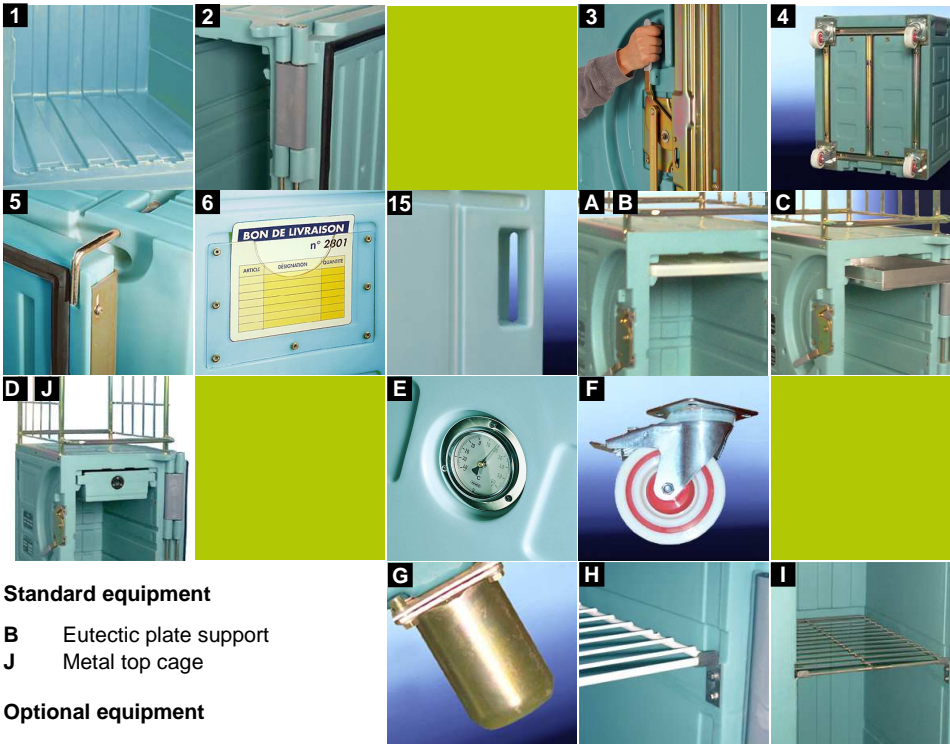 1
2
3
4
5
6
BON DE LIVRAISON
n° 2801
ARTICLE DÉSIGNATION QUANTITE
15
A B
C
D J
E
F
Standard equipment
B Eutectic plate support
J Metal top cage
Optional equipment
G
H
I